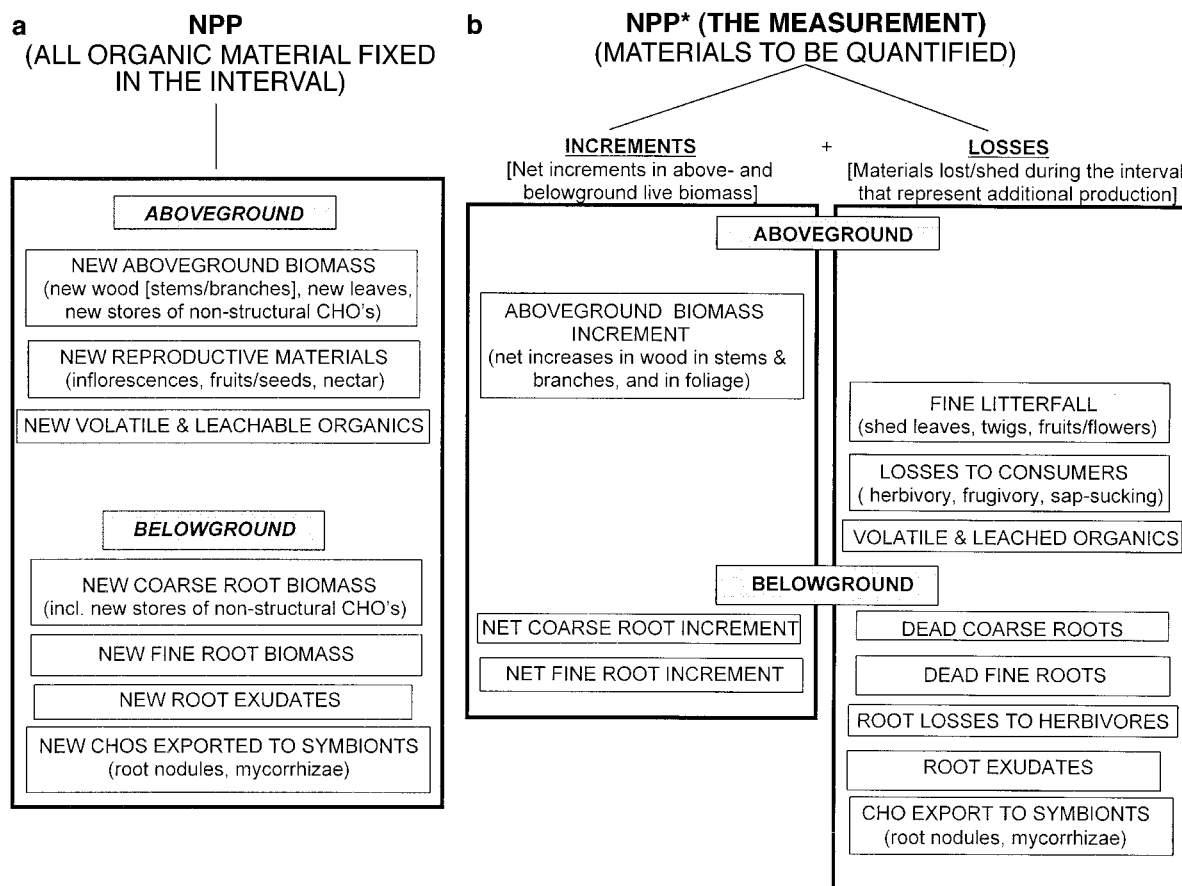 a
NPP
(ALL ORGANIC MATERIAL FIXED
IN THE INTERVAL)
ABOVEGROUND
NEW ABOVEGROUND BIOMASS
(new wood [stems/branches], new leaves,
new stores of non-structural CHO's)
NEW REPRODUCTIVE MATERIALS
(inflorescences, fruits/seeds, nectar)
NEW VOLATILE & LEACHABLE ORGANICS
BELOWGROUND
NEW COARSE ROOT BIOMASS
(incl. new stores of non-structural CHO's)
NEW FINE ROOT BIOMASS
NEW ROOT EXUDATES
NEW CHOS EXPORTED TO SYMBIONTS
(root nodules, mycorrhizae)
b
NPP* (THE MEASUREMENT)
(MATERIALS TO BE QUANTIFIED)
INCREMENTS
[Net increments in above- and
belowground live biomass]
+
LOSSES
[Materials lost/shed during the interval
that represent additional production]
ABOVEGROUND
ABOVEGROUND BIOMASS
INCREMENT
(net increases in wood in stems &
branches, and in foliage)
FINE LITTERFALL
(shed leaves, twigs, fruits/flowers)
LOSSES TO CONSUMERS
( herbivory, frugivory, sap-sucking)
VOLATILE & LEACHED ORGANICS
BELOWGROUND
NET COARSE ROOT INCREMENT
NET FINE ROOT INCREMENT
DEAD COARSE ROOTS
DEAD FINE ROOTS
ROOT LOSSES TO HERBIVORES
ROOT EXUDATES
CHO EXPORT TO SYMBIONTS
(root nodules, mycorrhizae)